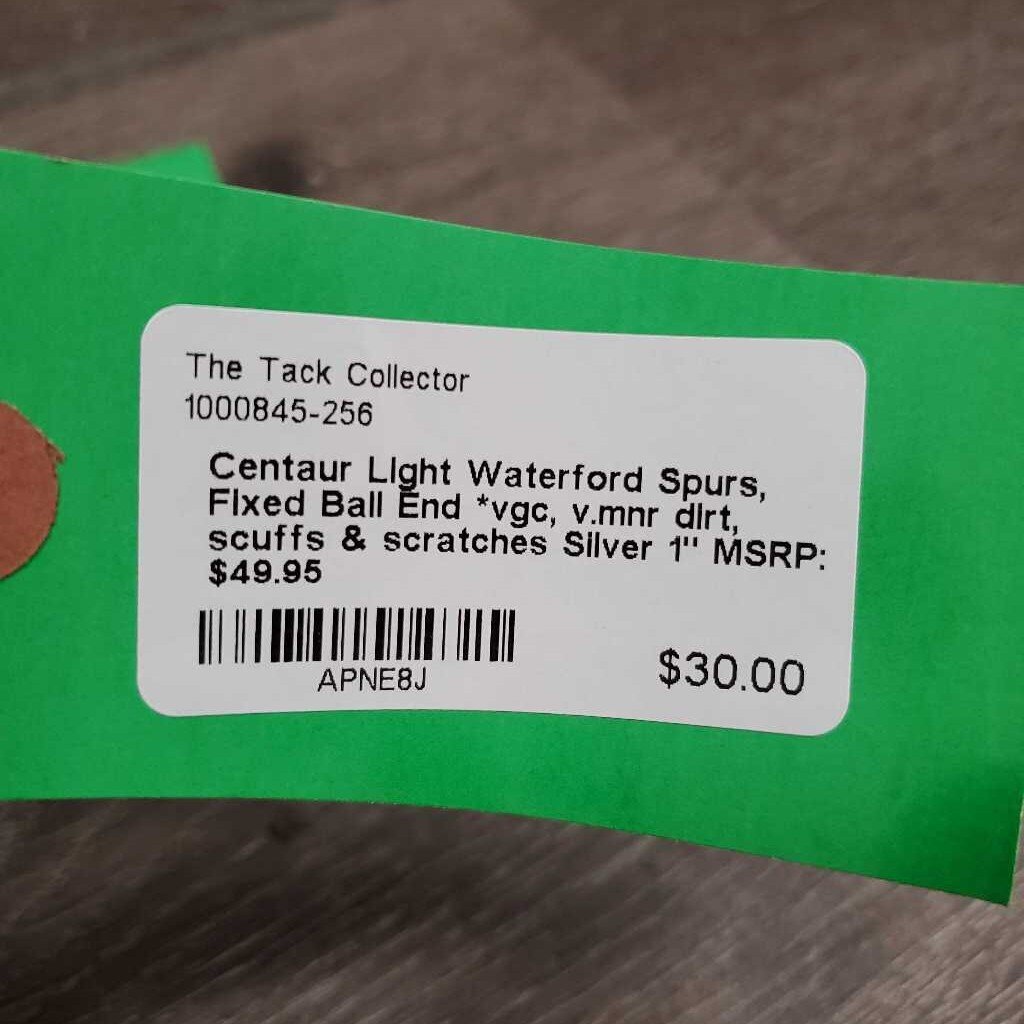 The Tack Collector
1000845-256
Centaur Light Waterford Spurs,
Fixed Ball End *vgc, v.mnr dirt,
scuffs & scratches Silver 1'' MSRP:
$49.95
APNE8J
$30.00